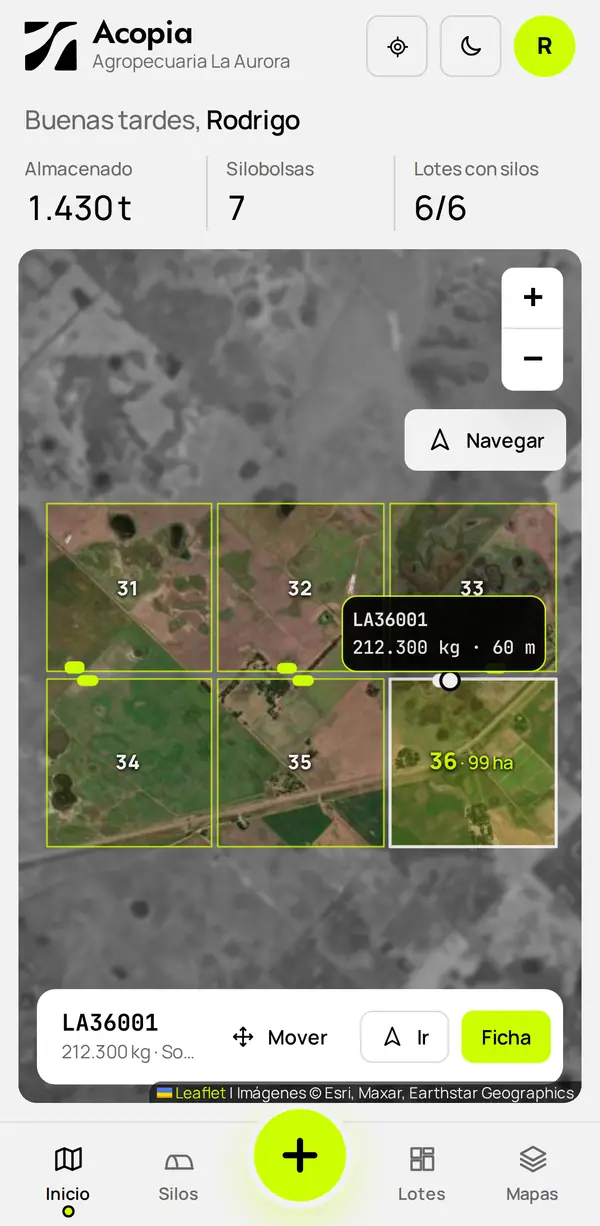 Acopia
Agropecuaria La Aurora
R
Buenas tardes, Rodrigo
Almacenado
Silobolsas
Lotes con silos
1.430 t
7
6/6
+
−
Navegar
31
32
33
LA36001
212.300 kg · 60 m
34
35
36 · 99 ha
LA36001
212.300 kg · So...
Mover
Ir
Ficha
Leaflet | Imágenes © Esri, Maxar, Earthstar Geographics
+
Inicio
Silos
Lotes
Mapas